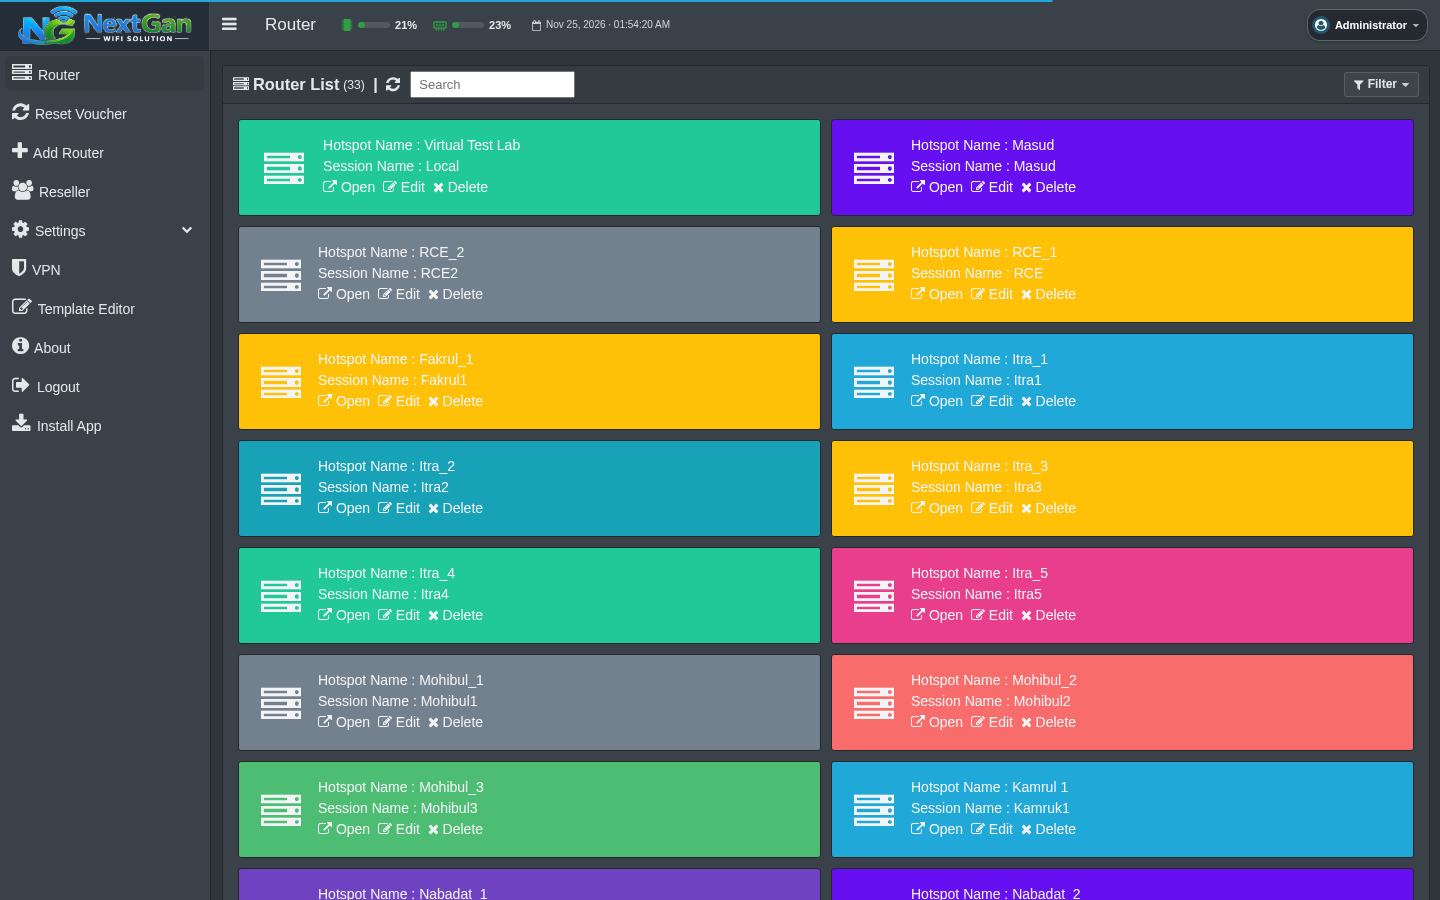 NextGan
WIFI SOLUTION
Router
21%
23%
Nov 25, 2026 · 01:54:20 AM
Administrator
Router
Reset Voucher
Add Router
Reseller
Settings
VPN
Template Editor
About
Logout
Install App
Router List (33) |
Search
Filter
Hotspot Name : Virtual Test Lab
Session Name : Local
Open Edit Delete
Hotspot Name : Masud
Session Name : Masud
Open Edit Delete
Hotspot Name : RCE_2
Session Name : RCE2
Open Edit Delete
Hotspot Name : RCE_1
Session Name : RCE
Open Edit Delete
Hotspot Name : Fakrul_1
Session Name : Fakrul1
Open Edit Delete
Hotspot Name : Itra_1
Session Name : Itra1
Open Edit Delete
Hotspot Name : Itra_2
Session Name : Itra2
Open Edit Delete
Hotspot Name : Itra_3
Session Name : Itra3
Open Edit Delete
Hotspot Name : Itra_4
Session Name : Itra4
Open Edit Delete
Hotspot Name : Itra_5
Session Name : Itra5
Open Edit Delete
Hotspot Name : Mohibul_1
Session Name : Mohibul1
Open Edit Delete
Hotspot Name : Mohibul_2
Session Name : Mohibul2
Open Edit Delete
Hotspot Name : Mohibul_3
Session Name : Mohibul3
Open Edit Delete
Hotspot Name : Kamrul 1
Session Name : Kamruk1
Open Edit Delete
Hotspot Name : Nabadat_1
Hotspot Name : Nabadat_2